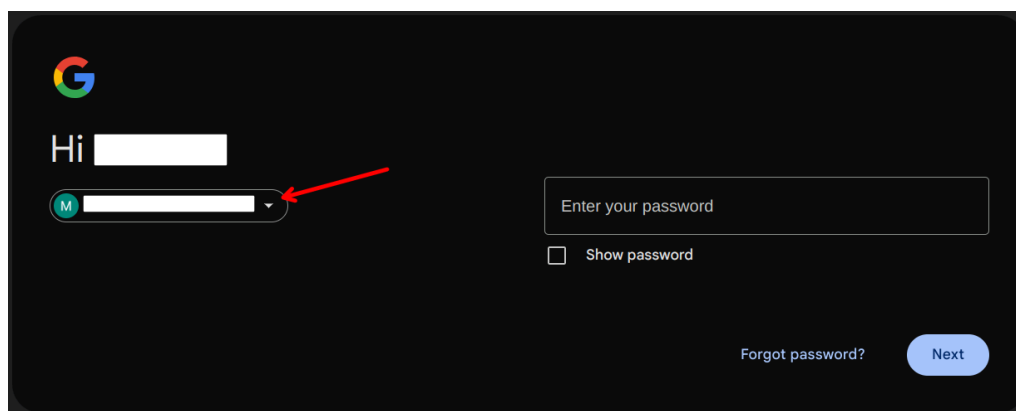 Hi
M
Enter your password
Show password
Forgot password?
Next